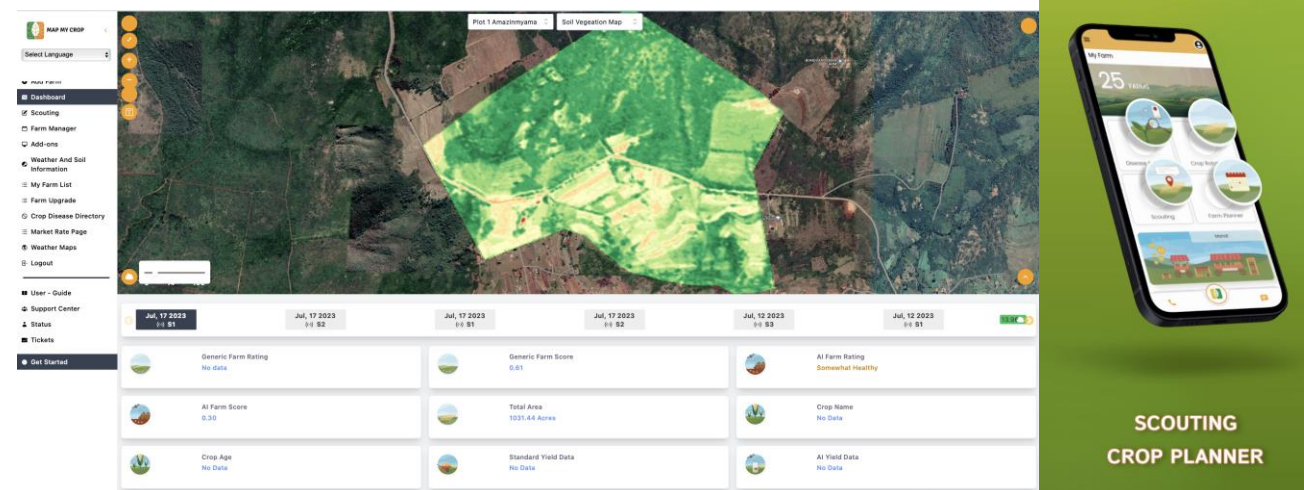 MAP MY CROP
Select Language
Add Farm
Dashboard
Scouting
Farm Manager
Add-ons
Weather And Soil
Information
My Farm List
Farm Upgrade
Crop Disease Directory
Market Rate Page
Weather Maps
Logout
User - Guide
Support Center
Status
Tickets
Get Started
Plot 1 Amazinmyama
Soil Vegeation Map
Jul, 17 2023
S1
Jul, 17 2023
S2
Jul, 17 2023
S1
Jul, 17 2023
S2
Jul, 12 2023
S3
Jul, 12 2023
S1
Generic Farm Rating
No data
Generic Farm Score
0.61
AI Farm Rating
Somewhat Healthy
AI Farm Score
0.30
Total Area
1031.44 Acres
Crop Name
No Data
Crop Age
No Data
Standard Yield Data
No Data
AI Yield Data
No Data
My Farm
25
Scouting
Farm Planner
SCOUTING
CROP PLANNER